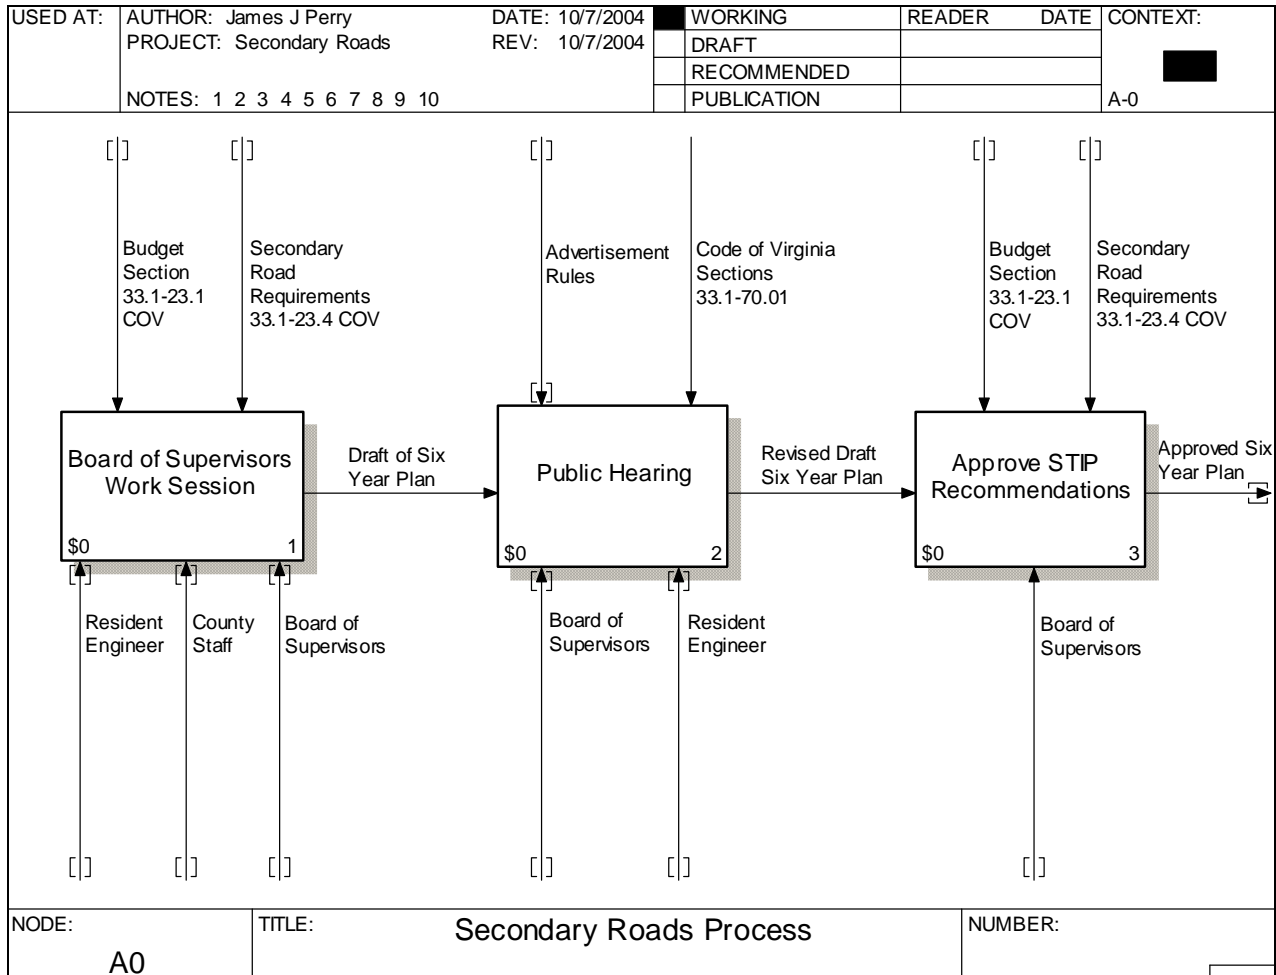 USED AT:
AUTHOR: James J Perry
DATE: 10/7/2004
WORKING
READER DATE
CONTEXT:
PROJECT: Secondary Roads
REV: 10/7/2004
DRAFT
RECOMMENDED
NOTES: 1 2 3 4 5 6 7 8 9 10
PUBLICATION
A-0
Budget
Section
33.1-23.1
COV
Secondary
Road
Requirements
33.1-23.4 COV
Advertisement
Rules
Code of Virginia
Sections
33.1-70.01
Budget
Section
33.1-23.1
COV
Secondary
Road
Requirements
33.1-23.4 COV
Board of Supervisors
Work Session
$0 1
Draft of Six
Year Plan
Public Hearing
$0 2
Revised Draft
Six Year Plan
Approve STIP
Recommendations
$0 3
Approved Six
Year Plan
Resident
Engineer
County
Staff
Board of
Supervisors
Board of
Supervisors
Resident
Engineer
Board of
Supervisors
NODE:
A0
TITLE:
Secondary Roads Process
NUMBER: